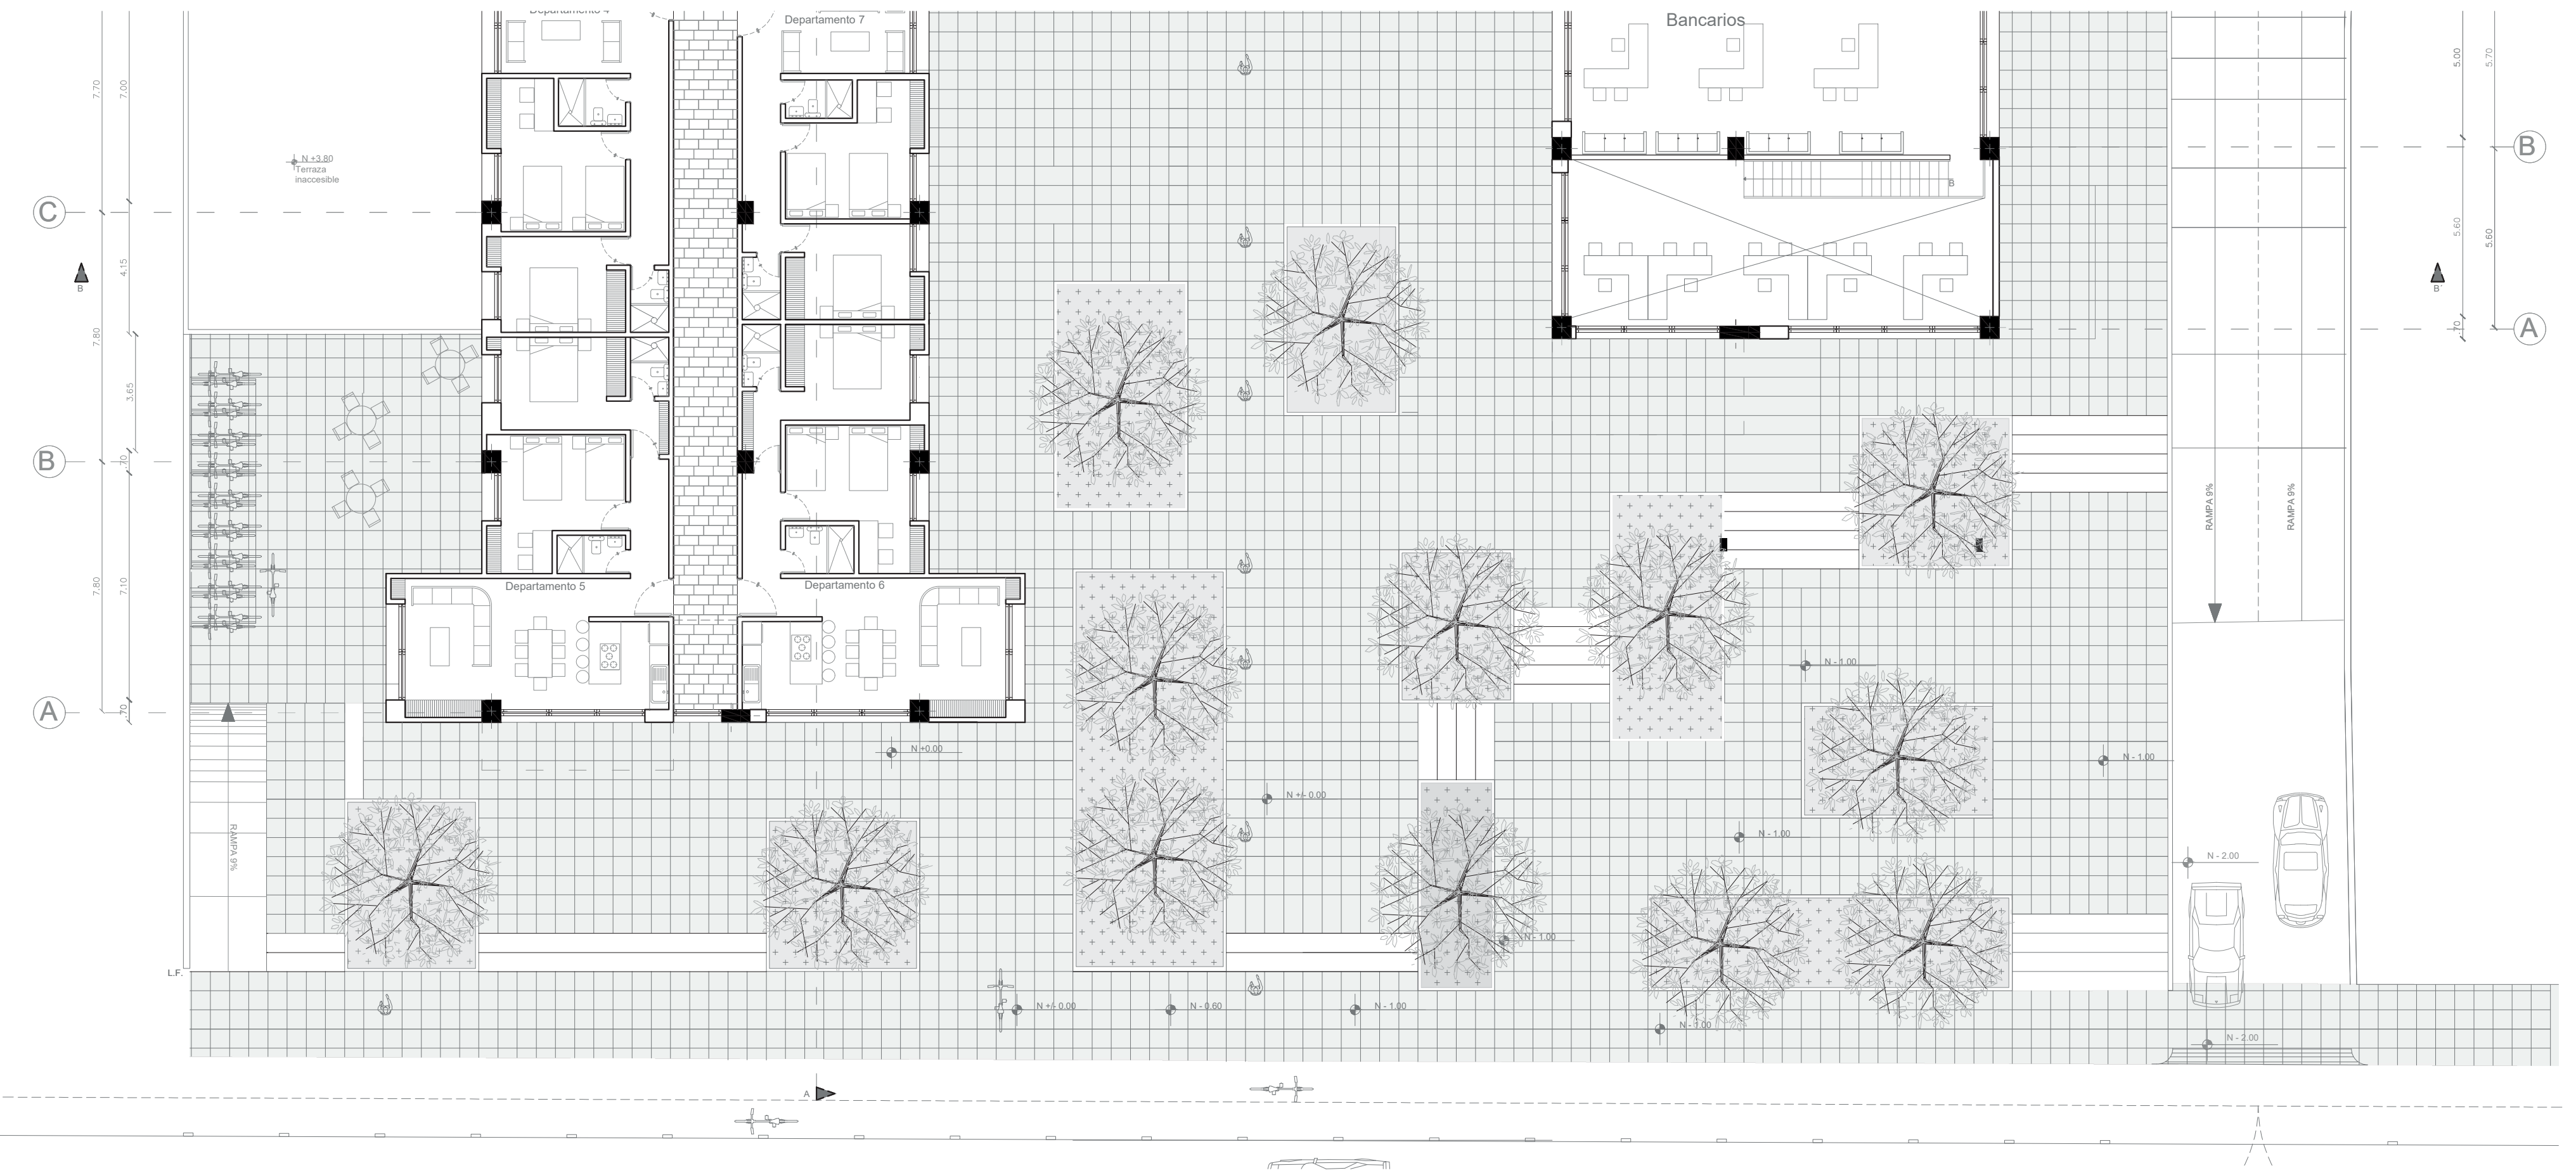 Departamento 4
Departamento 7
Bancarios
7.70
7.00
5.00
5.70
N +3.80
Terraza
inaccesible
B
B
C
B
4.15
5.60
5.60
B
B'
A
.70
7.80
3.65
B
.70
RAMPA 9%
RAMPA 9%
7.80
7.10
Departamento 5
Departamento 6
N - 1.00
A
.70
N +0.00
N - 1.00
N +/- 0.00
RAMPA 9%
N - 1.00
N - 2.00
N - 1.00
L.F.
N +/- 0.00
N - 0.60
N - 1.00
N - 1.00
N - 2.00
A